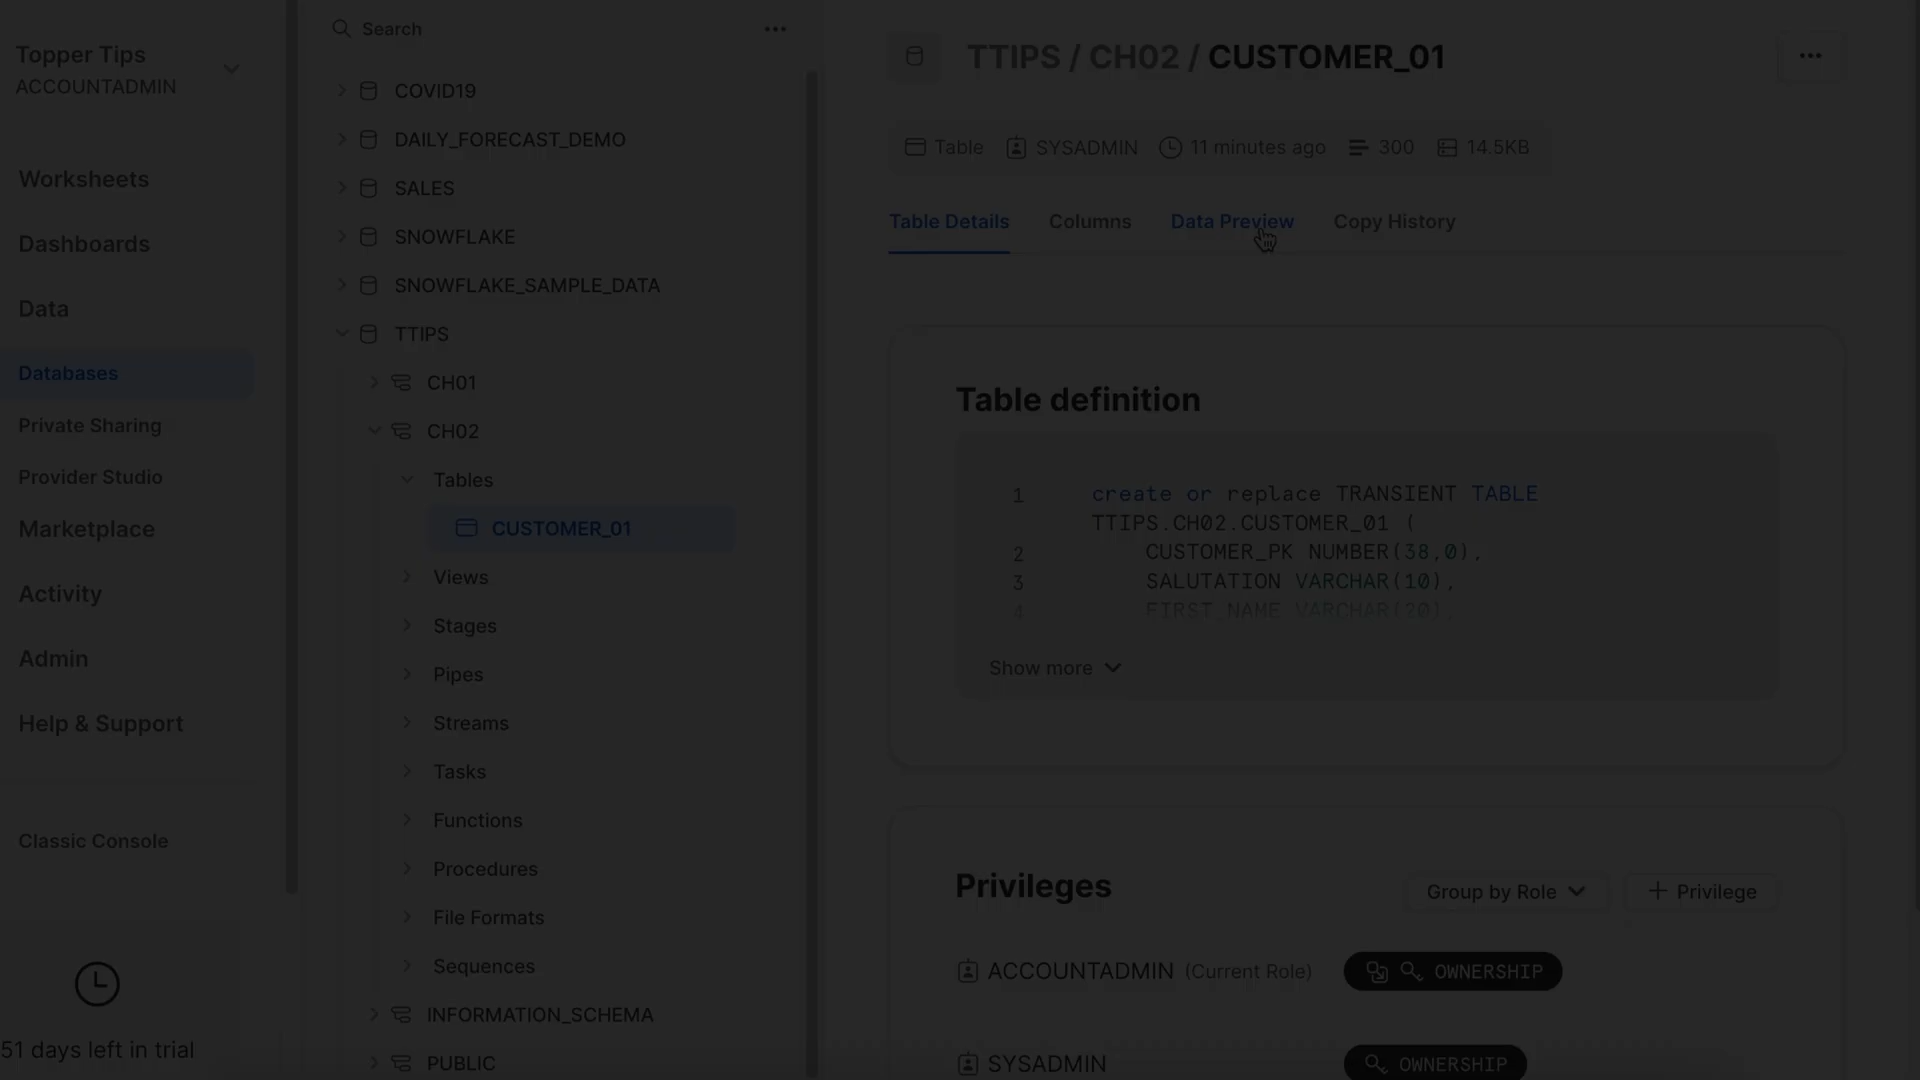 Topper Tips
ACCOUNTADMIN
Worksheets
Dashboards
Data
Databases
Private Sharing
Provider Studio
Marketplace
Activity
Admin
Help & Support
Classic Console
51 days left in trial
Search
COVID19
DAILY_FORECAST_DEMO
SALES
SNOWFLAKE
SNOWFLAKE_SAMPLE_DATA
TTIPS
CH01
CH02
Tables
CUSTOMER_01
Views
Stages
Pipes
Streams
Tasks
Functions
Procedures
File Formats
Sequences
INFORMATION_SCHEMA
PUBLIC
TTIPS / CH02 / CUSTOMER_01
Table SYSADMIN 11 minutes ago 300 14.5KB
Table Details Columns Data Preview Copy History
Table definition
1 create or replace TRANSIENT TABLE
TTIPS.CH02.CUSTOMER_01 (
2 CUSTOMER_PK NUMBER(38,0),
3 SALUTATION VARCHAR(10),
4 FIRST_NAME VARCHAR(20),
Show more
Privileges Group by Role + Privilege
ACCOUNTADMIN (Current Role) OWNERSHIP
SYSADMIN OWNERSHIP